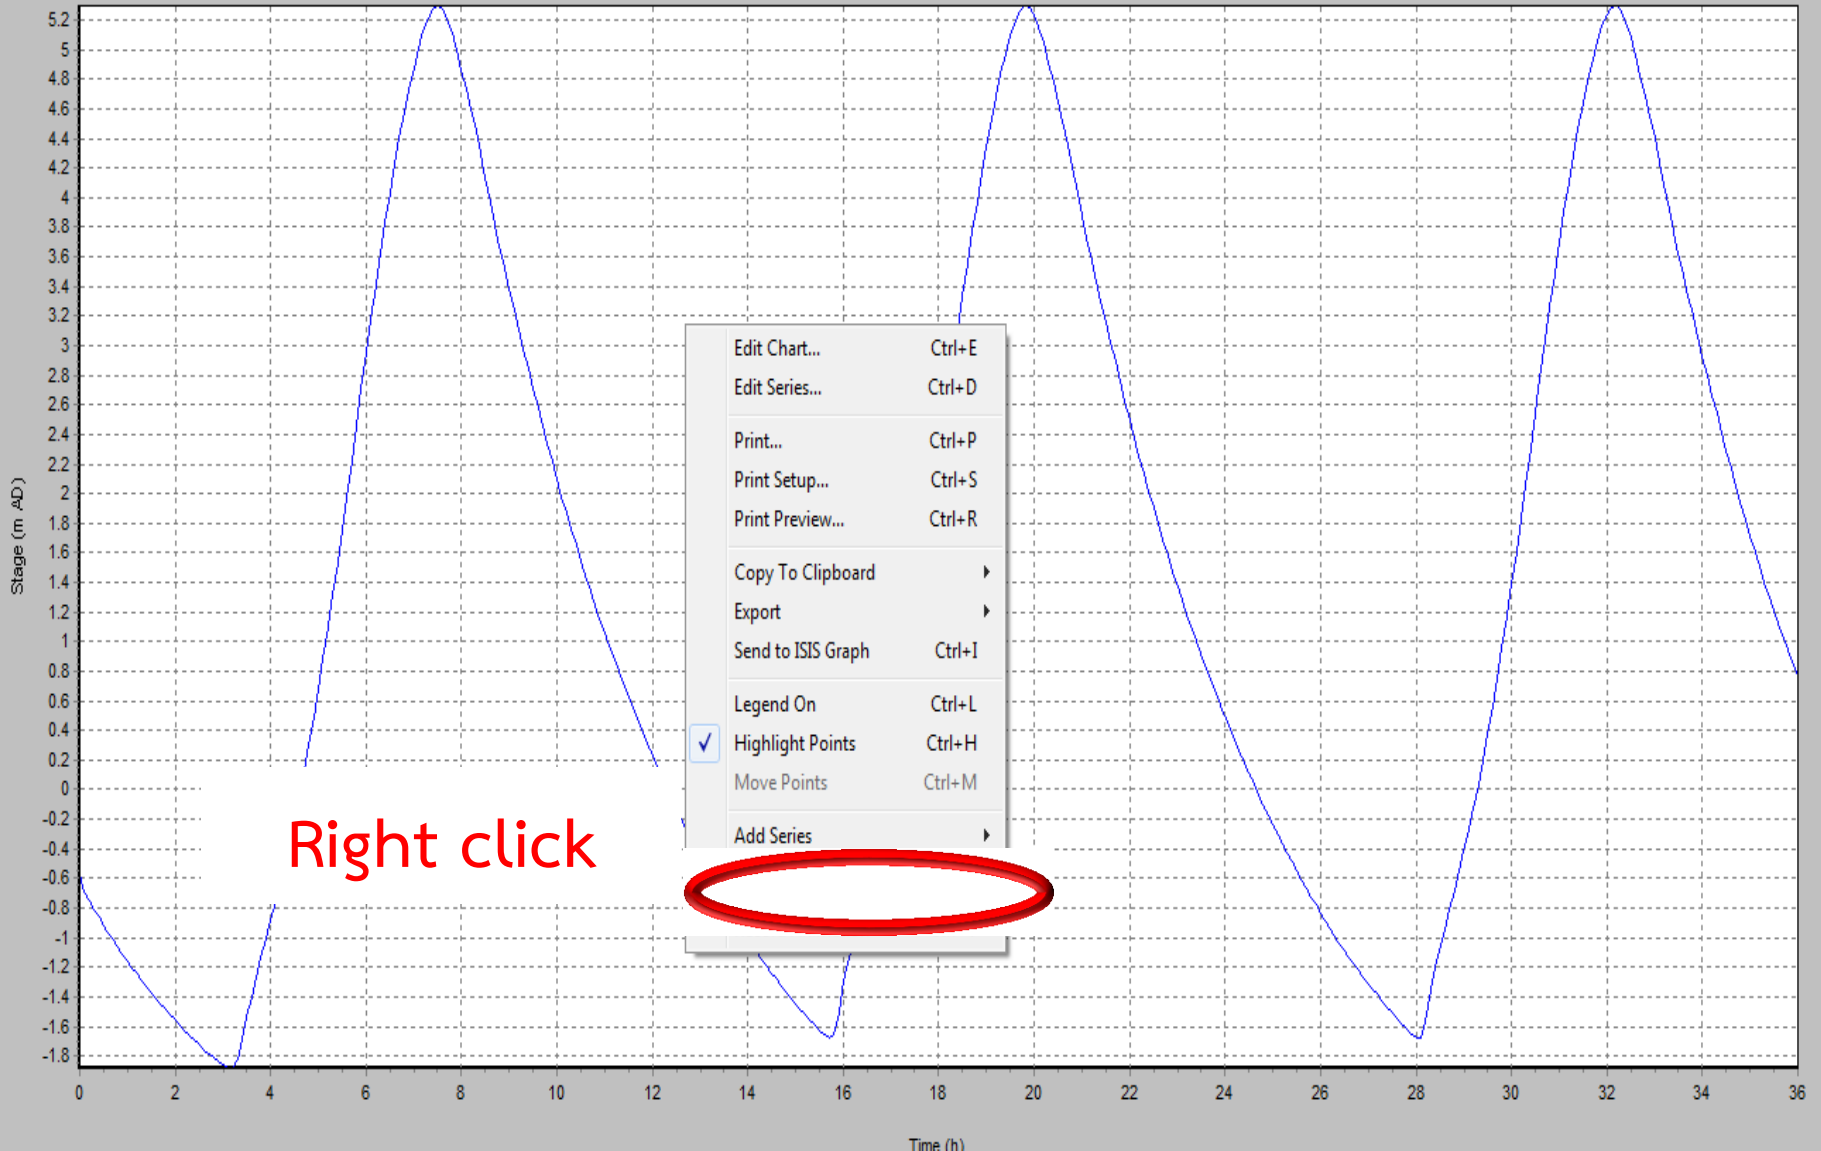 5.2
5
4.8
4.6
4.4
4.2
4
3.8
3.6
3.4
3.2
3
2.8
2.6
2.4
2.2
2
1.8
1.6
1.4
1.2
1
0.8
0.6
0.4
0.2
0
-0.2
-0.4
-0.6
-0.8
-1
-1.2
-1.4
-1.6
-1.8
Stage (m AD)
Edit Chart... Ctrl+E
Edit Series... Ctrl+D
Print... Ctrl+P
Print Setup... Ctrl+S
Print Preview... Ctrl+R
Copy To Clipboard
Export
Send to ISIS Graph Ctrl+I
Legend On Ctrl+L
Highlight Points Ctrl+H
Move Points Ctrl+M
Add Series
Right click
0 2 4 6 8 10 12 14 16 18 20 22 24 26 28 30 32 34 36
Time (h)